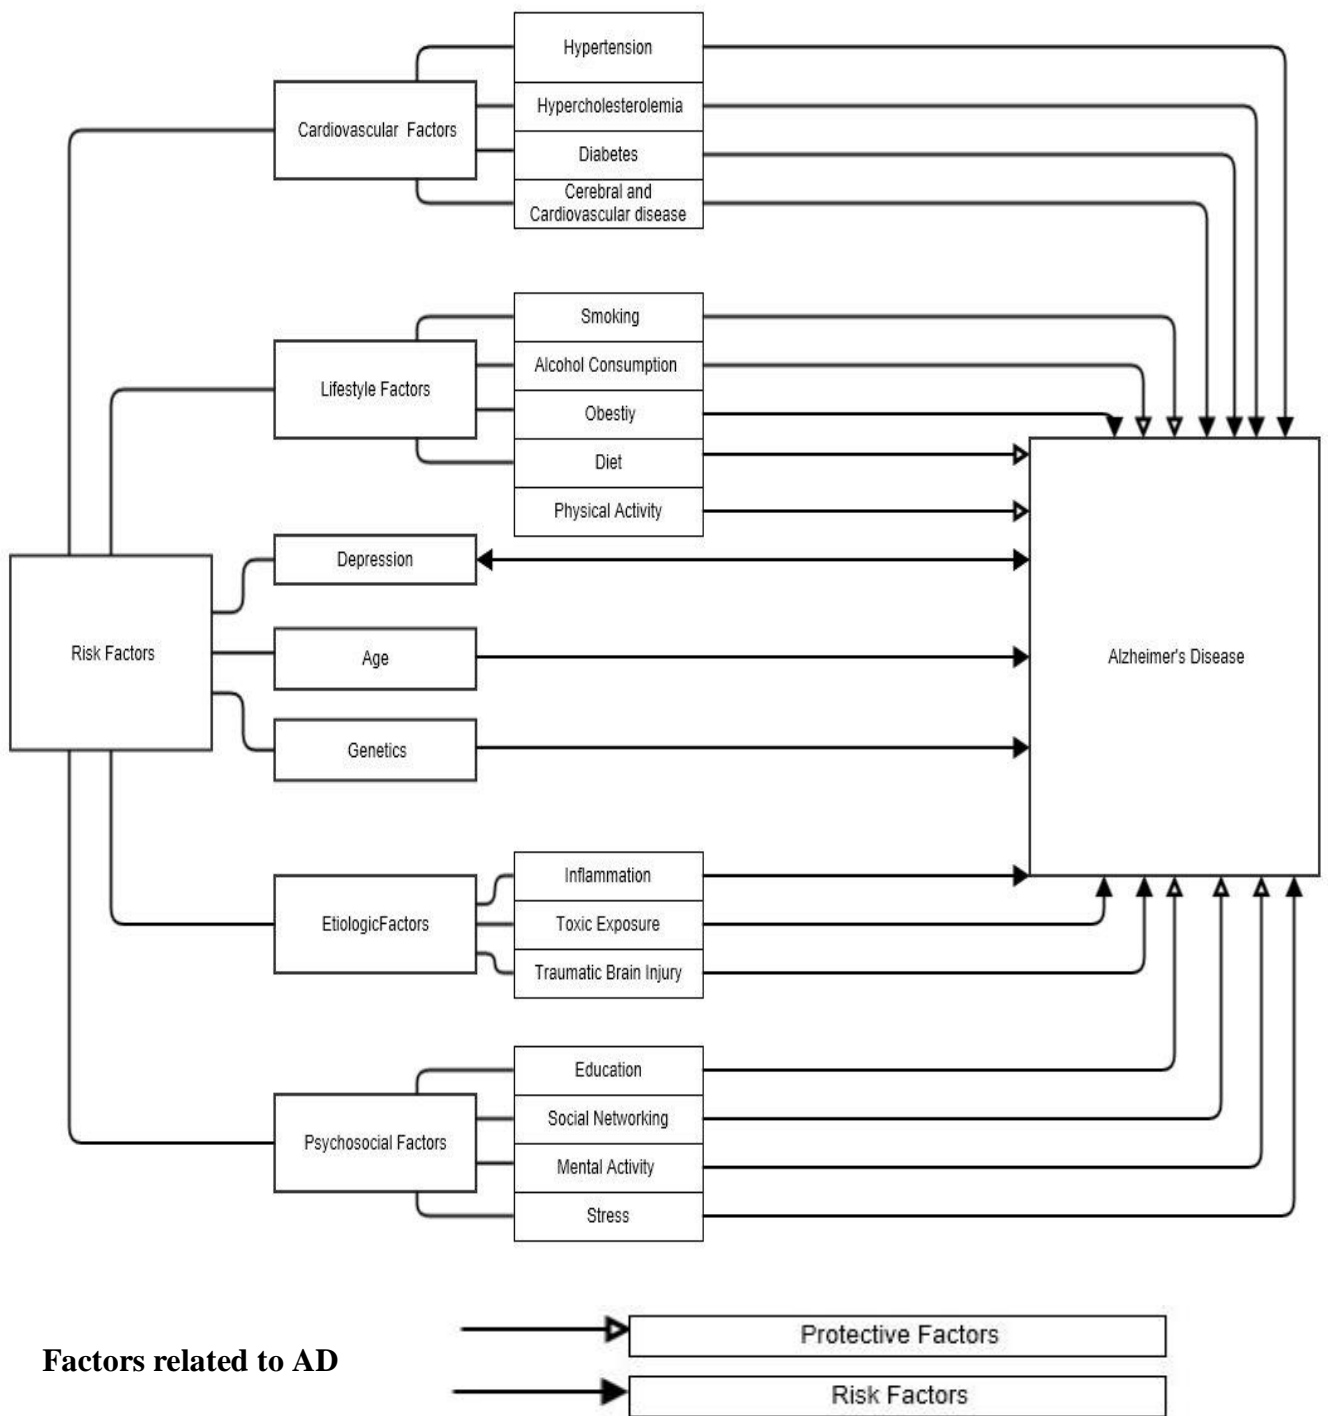 Hypertension
Cardiovascular  Factors
Hypercholesterolemia
Diabetes
Cerebral and
Cardiovascular disease
Smoking
Lifestyle Factors
Alcohol Consumption
Obestiy
Diet
Physical Activity
Depression
Risk Factors
Age
Alzheimer's Disease
Genetics
Inflammation
EtiologicFactors
Toxic Exposure
Traumatic Brain Injury
Education
Psychosocial Factors
Social Networking
Mental Activity
Stress
Factors related to AD
Protective Factors
Risk Factors